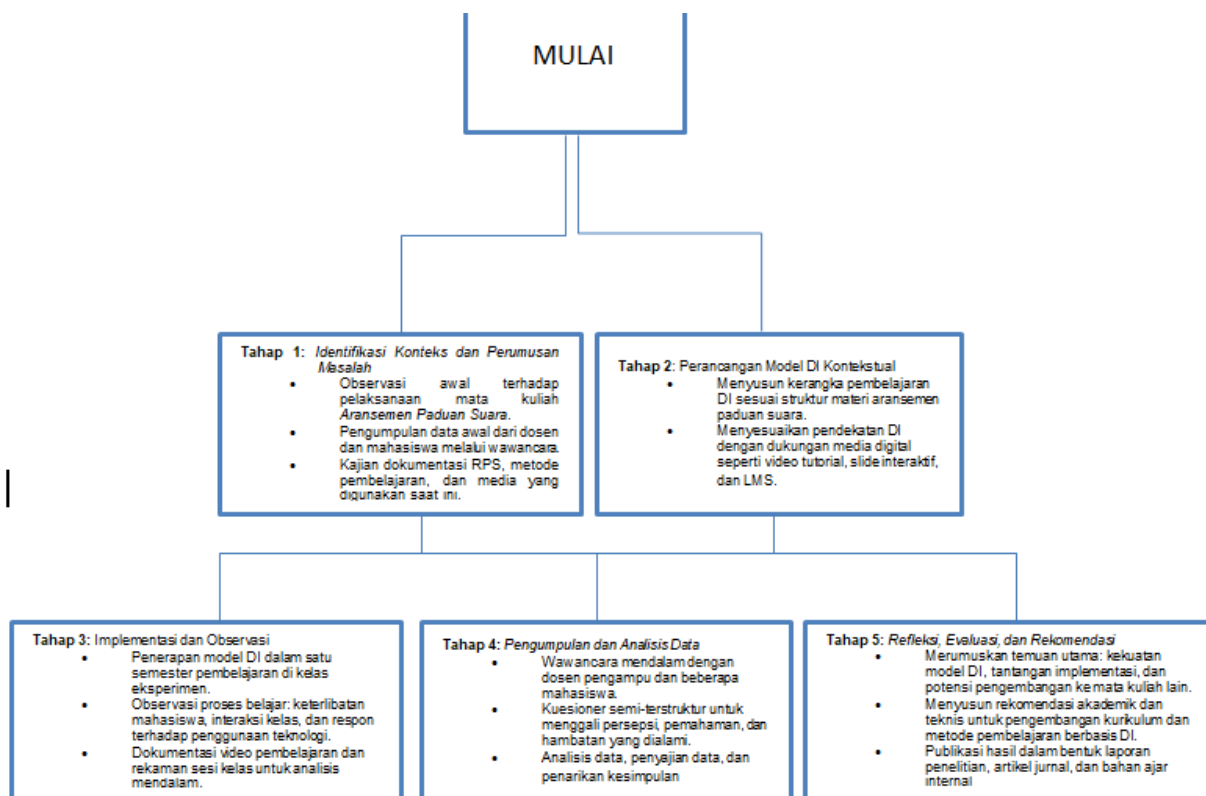 MULAI
Tahap 1: Identifikasi Konteks dan Perumusan
Masalah
• Observasi awal terhadap
pelaksanaan mata kuliah
Aransemen Paduan Suara.
• Pengumpulan data awal dari dosen
dan mahasiswa melalui wawancara.
• Kajian dokumentasi RPS, metode
pembelajaran, dan media yang
digunakan saat ini.
Tahap 2: Perancangan Model DI Kontekstual
• Menyusun kerangka pembelajaran
DI sesuai struktur materi aransemen
paduan suara.
• Menyesuaikan pendekatan DI
dengan dukungan media digital
seperti video tutorial, slide interaktif,
dan LMS.
Tahap 3: Implementasi dan Observasi
• Penerapan model DI dalam satu
semester pembelajaran di kelas
eksperimen.
• Observasi proses belajar: keterlibatan
mahasiswa, interaksi kelas, dan respon
terhadap penggunaan teknologi.
• Dokumentasi video pembelajaran dan
rekaman sesi kelas untuk analisis
mendalam.
Tahap 4: Pengumpulan dan Analisis Data
• Wawancara mendalam dengan
dosen pengampu dan beberapa
mahasiswa.
• Kuesioner semi-terstruktur untuk
menggali persepsi, pemahaman, dan
hambatan yang dialami.
• Analisis data, penyajian data, dan
penarikan kesimpulan
Tahap 5: Refleksi, Evaluasi, dan Rekomendasi
• Merumuskan temuan utama: kekuatan
model DI, tantangan implementasi, dan
potensi pengembangan ke mata kuliah lain.
• Menyusun rekomendasi akademik dan
teknis untuk pengembangan kurikulum dan
metode pembelajaran berbasis DI.
• Publikasi hasil dalam bentuk laporan
penelitian, artikel jurnal, dan bahan ajar
internal